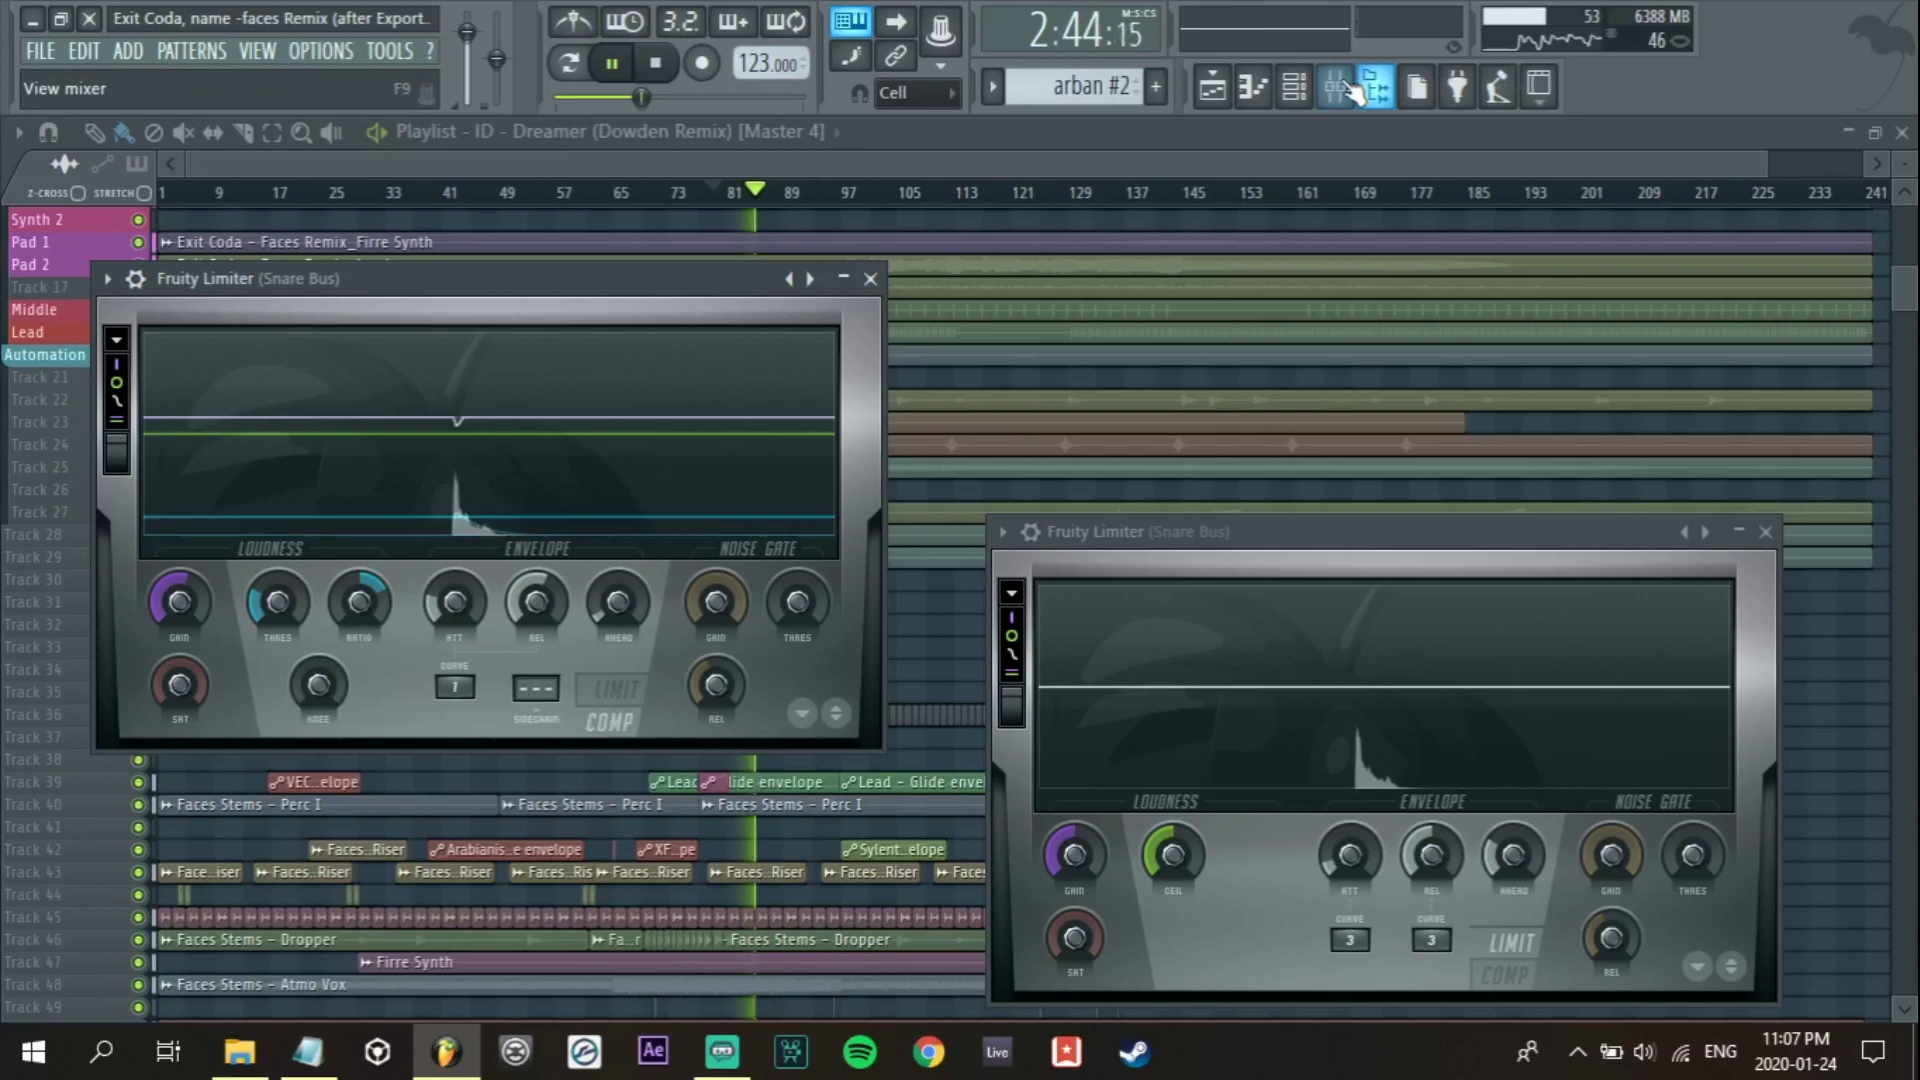 Exit Coda, name -faces Remix (after Export..
FILE EDIT ADD PATTERNS VIEW OPTIONS TOOLS ?
View mixer F9
3.2.
123.000
Cell
2:44:15
M:S:CS
arban #2
53 6388 MB
46
Playlist - ID - Dreamer (Dowden Remix) [Master 4]
Z-CROSS STRETCH
1 9 17 25 33 41 49 57 65 73 81 89 97 105 113 121 129 137 145 153 161 169 177 185 193 201 209 217 225 233 241
Synth 2
Pad 1
Exit Coda - Faces Remix_Firre Synth
Pad 2
Track 17
Middle
Lead
Automation
Track 21
Track 22
Track 23
Track 24
Track 25
Track 26
Track 27
Track 28
Track 29
Track 30
Track 31
Track 32
Track 33
Track 34
Track 35
Track 36
Track 37
Track 38
Track 39
VEC..elope Leac lide envelope Lead - Glide enve
Track 40
Faces Stems - Perc I Faces Stems - Perc I Faces Stems - Perc I
Track 41
Track 42
Faces..Riser Arabianis..e envelope XF..pe Sylent..elope
Track 43
Face..iser Faces..Riser Faces..Riser Faces..Ris Faces..Riser Faces..Riser Faces..Riser Faces
Track 44
Track 45
Track 46
Faces Stems - Dropper Fa..r Faces Stems - Dropper
Track 47
Firre Synth
Track 48
Faces Stems - Atmo Vox
Track 49
Fruity Limiter (Snare Bus)
LOUDNESS ENVELOPE NOISE GATE
GAIN THRES RATIO ATT REL AHEAD GAIN THRES
CURVE
1 ---
SAT KNEE SIDECHAIN LIMIT
COMP REL
Fruity Limiter (Snare Bus)
LOUDNESS ENVELOPE NOISE GATE
GAIN CEIL ATT REL AHEAD GAIN THRES
CURVE CURVE
3 3 LIMIT
SAT COMP REL
Ae
Live
ENG
11:07 PM
2020-01-24